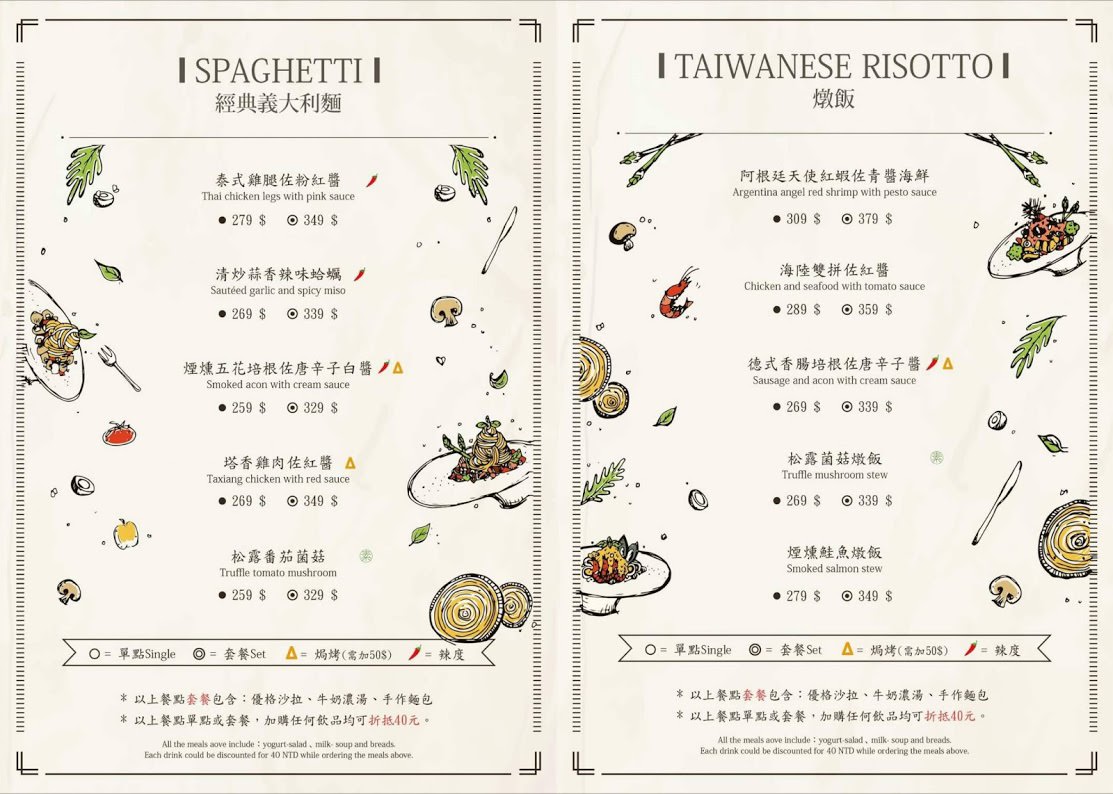 SPAGHETTI
經典義大利麵
泰式雞腿佐粉紅醬
Thai chicken legs with pink sauce
● 279 $ ◉ 349 $
清炒蒜香辣味蛤蠣
Sautéed garlic and spicy miso
● 269 $ ◉ 339 $
煙燻五花培根佐唐辛子白醬
Smoked acon with cream sauce
● 259 $ ◉ 329 $
塔香雞肉佐紅醬
Taxiang chicken with red sauce
● 269 $ ◉ 349 $
松露番茄菌菇 素
Truffle tomato mushroom
● 259 $ ◉ 329 $
○ = 單點Single ◎ = 套餐Set = 焗烤(需加50$) = 辣度
* 以上餐點套餐包含：優格沙拉、牛奶濃湯、手作麵包
* 以上餐點單點或套餐，加購任何飲品均可折抵40元。
All the meals aove include：yogurt-salad、milk- soup and breads.
Each drink could be discounted for 40 NTD while ordering the meals above.
TAIWANESE RISOTTO
燉飯
阿根廷天使紅蝦佐青醬海鮮
Argentina angel red shrimp with pesto sauce
● 309 $ ◉ 379 $
海陸雙拼佐紅醬
Chicken and seafood with tomato sauce
● 289 $ ◉ 359 $
德式香腸培根佐唐辛子醬
Sausage and acon with cream sauce
● 269 $ ◉ 339 $
松露菌菇燉飯 素
Truffle mushroom stew
● 269 $ ◉ 339 $
煙燻鮭魚燉飯
Smoked salmon stew
● 279 $ ◉ 349 $
○ = 單點Single ◎ = 套餐Set = 焗烤(需加50$) = 辣度
* 以上餐點套餐包含：優格沙拉、牛奶濃湯、手作麵包
* 以上餐點單點或套餐，加購任何飲品均可折抵40元。
All the meals aove include：yogurt-salad、milk- soup and breads.
Each drink could be discounted for 40 NTD while ordering the meals above.